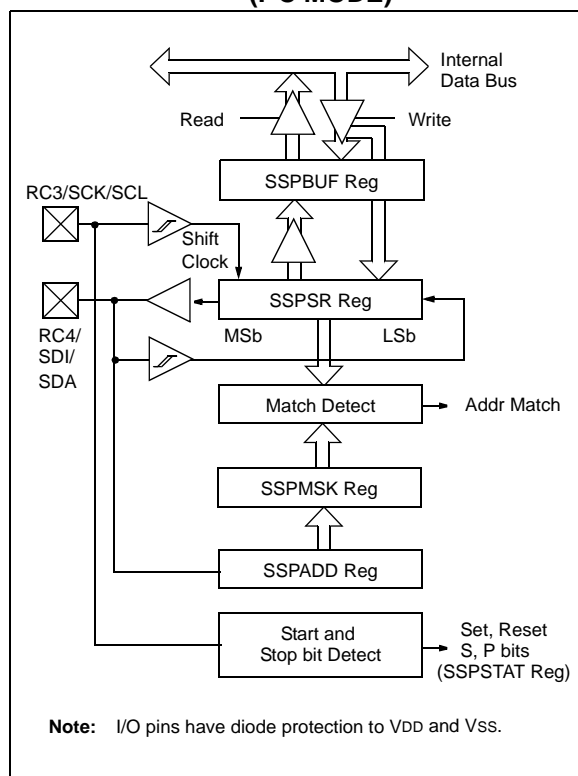 (I²C MODE)
Internal
Data Bus
Read
Write
SSPBUF Reg
RC3/SCK/SCL
Shift
Clock
SSPSR Reg
MSb
LSb
RC4/
SDI/
SDA
Match Detect
Addr Match
SSPMSK Reg
SSPADD Reg
Start and
Stop bit Detect
Set, Reset
S, P bits
(SSPSTAT Reg)
Note: I/O pins have diode protection to VDD and VSS.